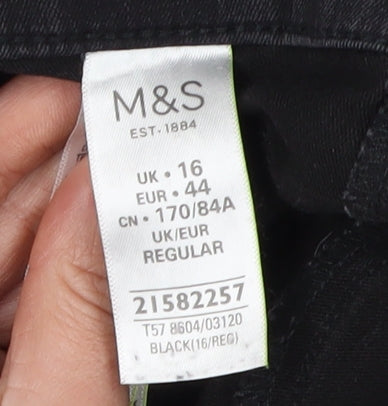 M&S
EST·1884
UK • 16
EUR • 44
CN • 170/84A
UK/EUR
REGULAR
21582257
T57 8604/03120
BLACK(16/REG)